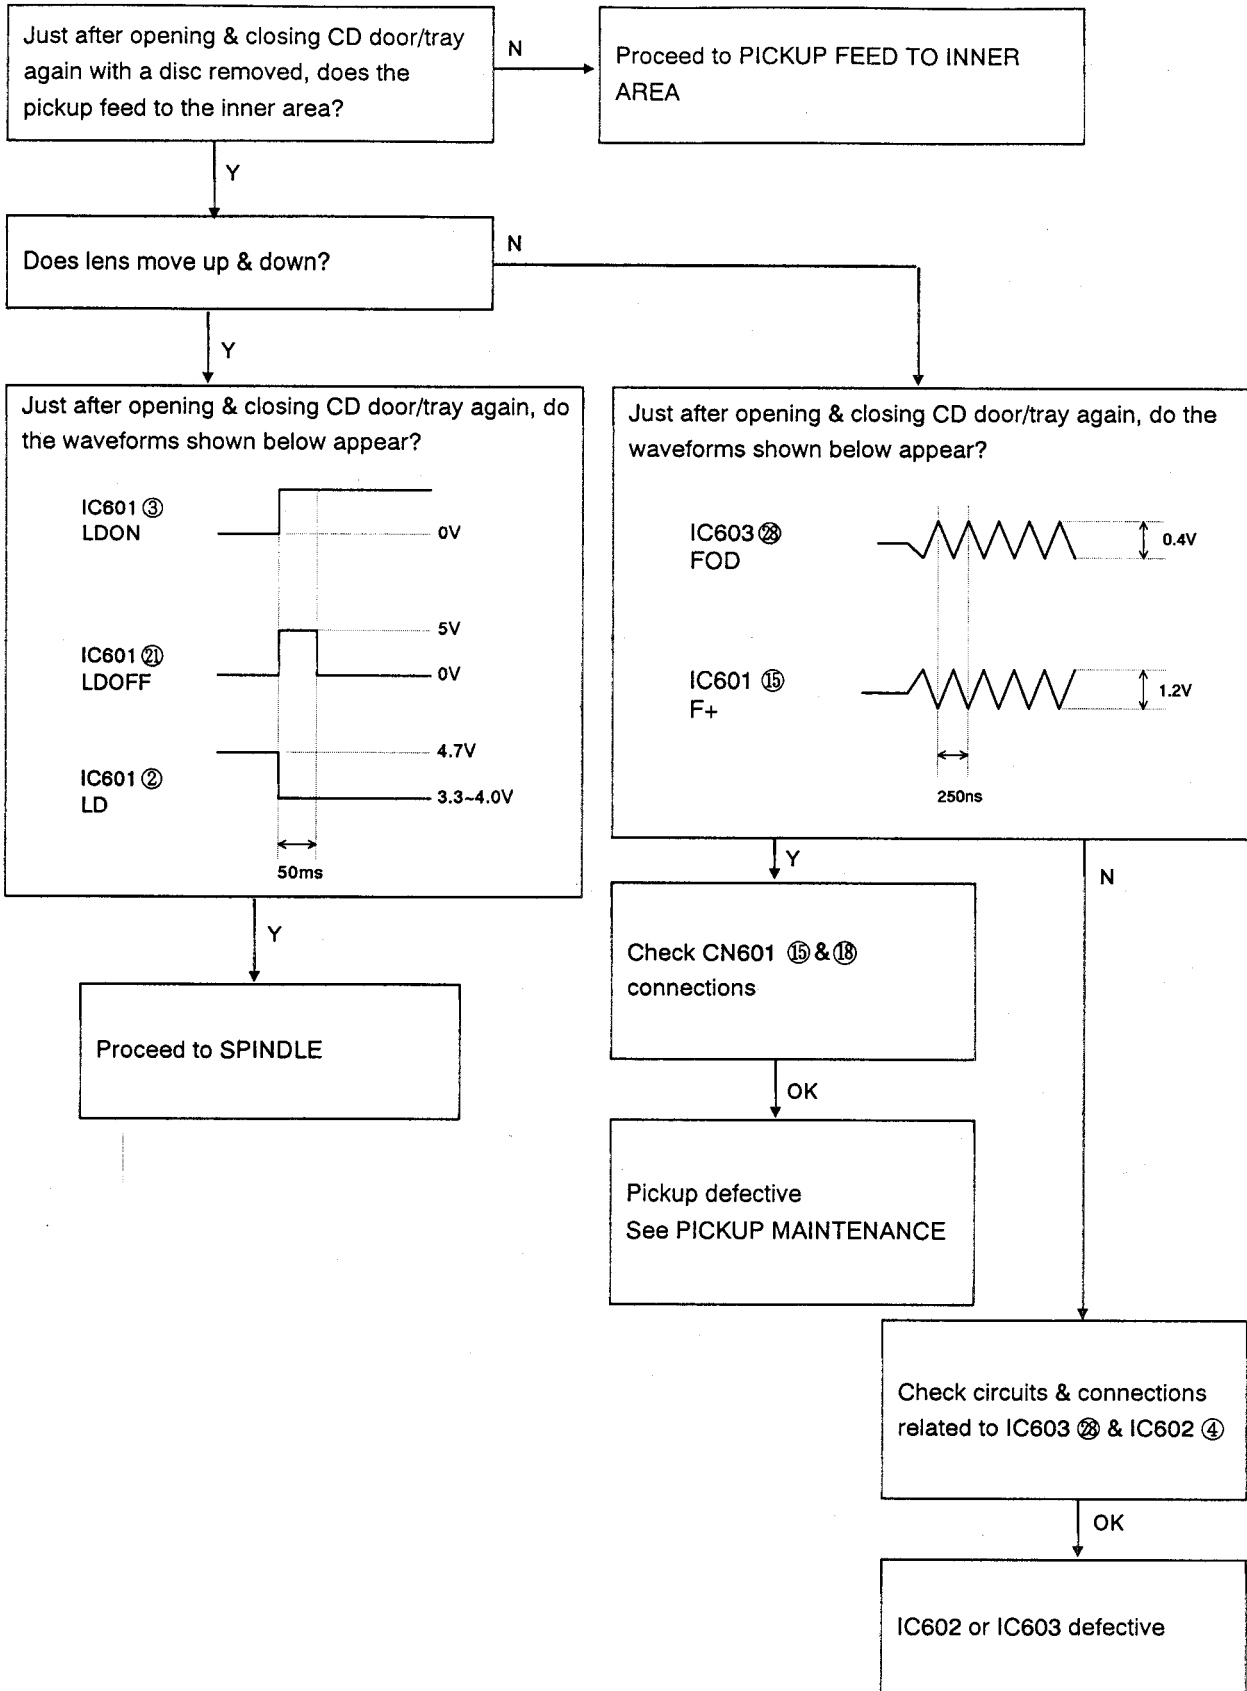 Just after opening & closing CD door/tray
again with a disc removed, does the
pickup feed to the inner area?
N
Proceed to PICKUP FEED TO INNER
AREA
Y
Does lens move up & down?
N
Y
Just after opening & closing CD door/tray again, do
the waveforms shown below appear?
IC601 ③
LDON
0V
5V
IC601 ㉑
LDOFF
0V
4.7V
IC601 ②
LD
3.3~4.0V
50ms
Y
Proceed to SPINDLE
Just after opening & closing CD door/tray again, do the
waveforms shown below appear?
IC603 ㉘
FOD
0.4V
IC601 ⑮
F+
1.2V
250ns
Y
N
Check CN601 ⑮ & ⑱
connections
OK
Pickup defective
See PICKUP MAINTENANCE
Check circuits & connections
related to IC603 ㉘ & IC602 ④
OK
IC602 or IC603 defective